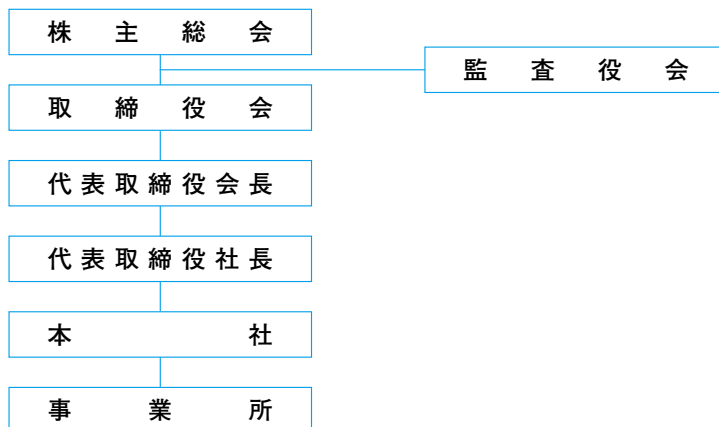 株主総会
監査役会
取締役会
代表取締役会長
代表取締役社長
本社
事業所